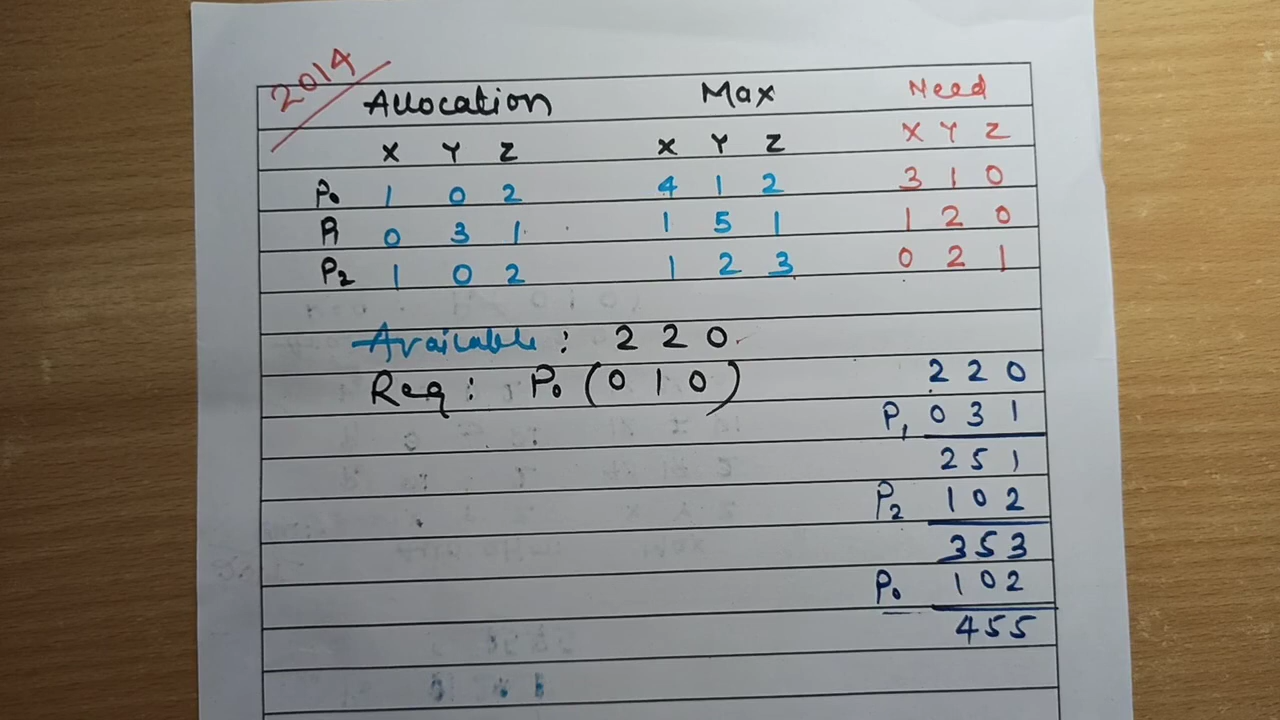 2014
Allocation Max Need
X Y Z X Y Z X Y Z
P0 1 0 2 4 1 2 3 1 0
P1 0 3 1 1 5 1 1 2 0
P2 1 0 2 1 2 3 0 2 1
Available : 2 2 0
Req : P0 (0 1 0)
2 2 0
P1 0 3 1
2 5 1
P2 1 0 2
3 5 3
P0 1 0 2
4 5 5